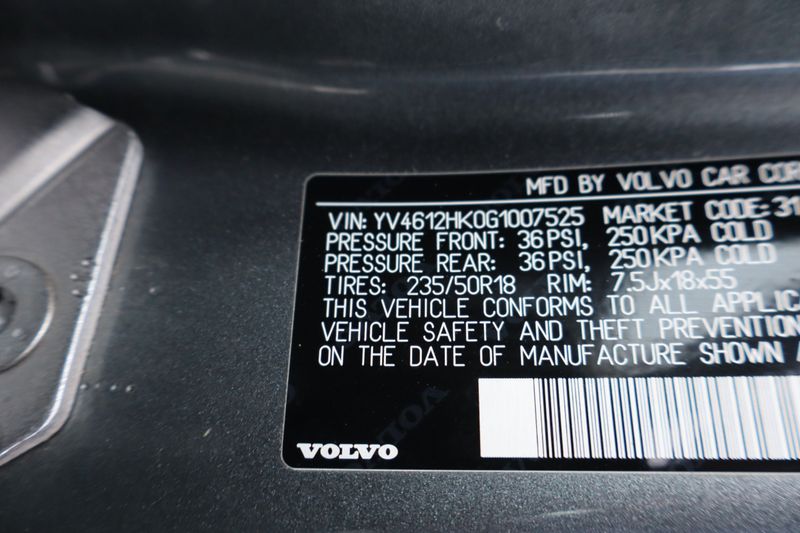 MFD BY VOLVO CAR COR
VIN: YV4612HK0G1007525 MARKET CODE:31
PRESSURE FRONT: 36PSI, 250KPA COLD
PRESSURE REAR: 36PSI, 250KPA COLD
TIRES: 235/50R18 RIM: 7.5Jx18x55
THIS VEHICLE CONFORMS TO ALL APPLIC
VEHICLE SAFETY AND THEFT PREVENTION
ON THE DATE OF MANUFACTURE SHOWN A
VOLVO